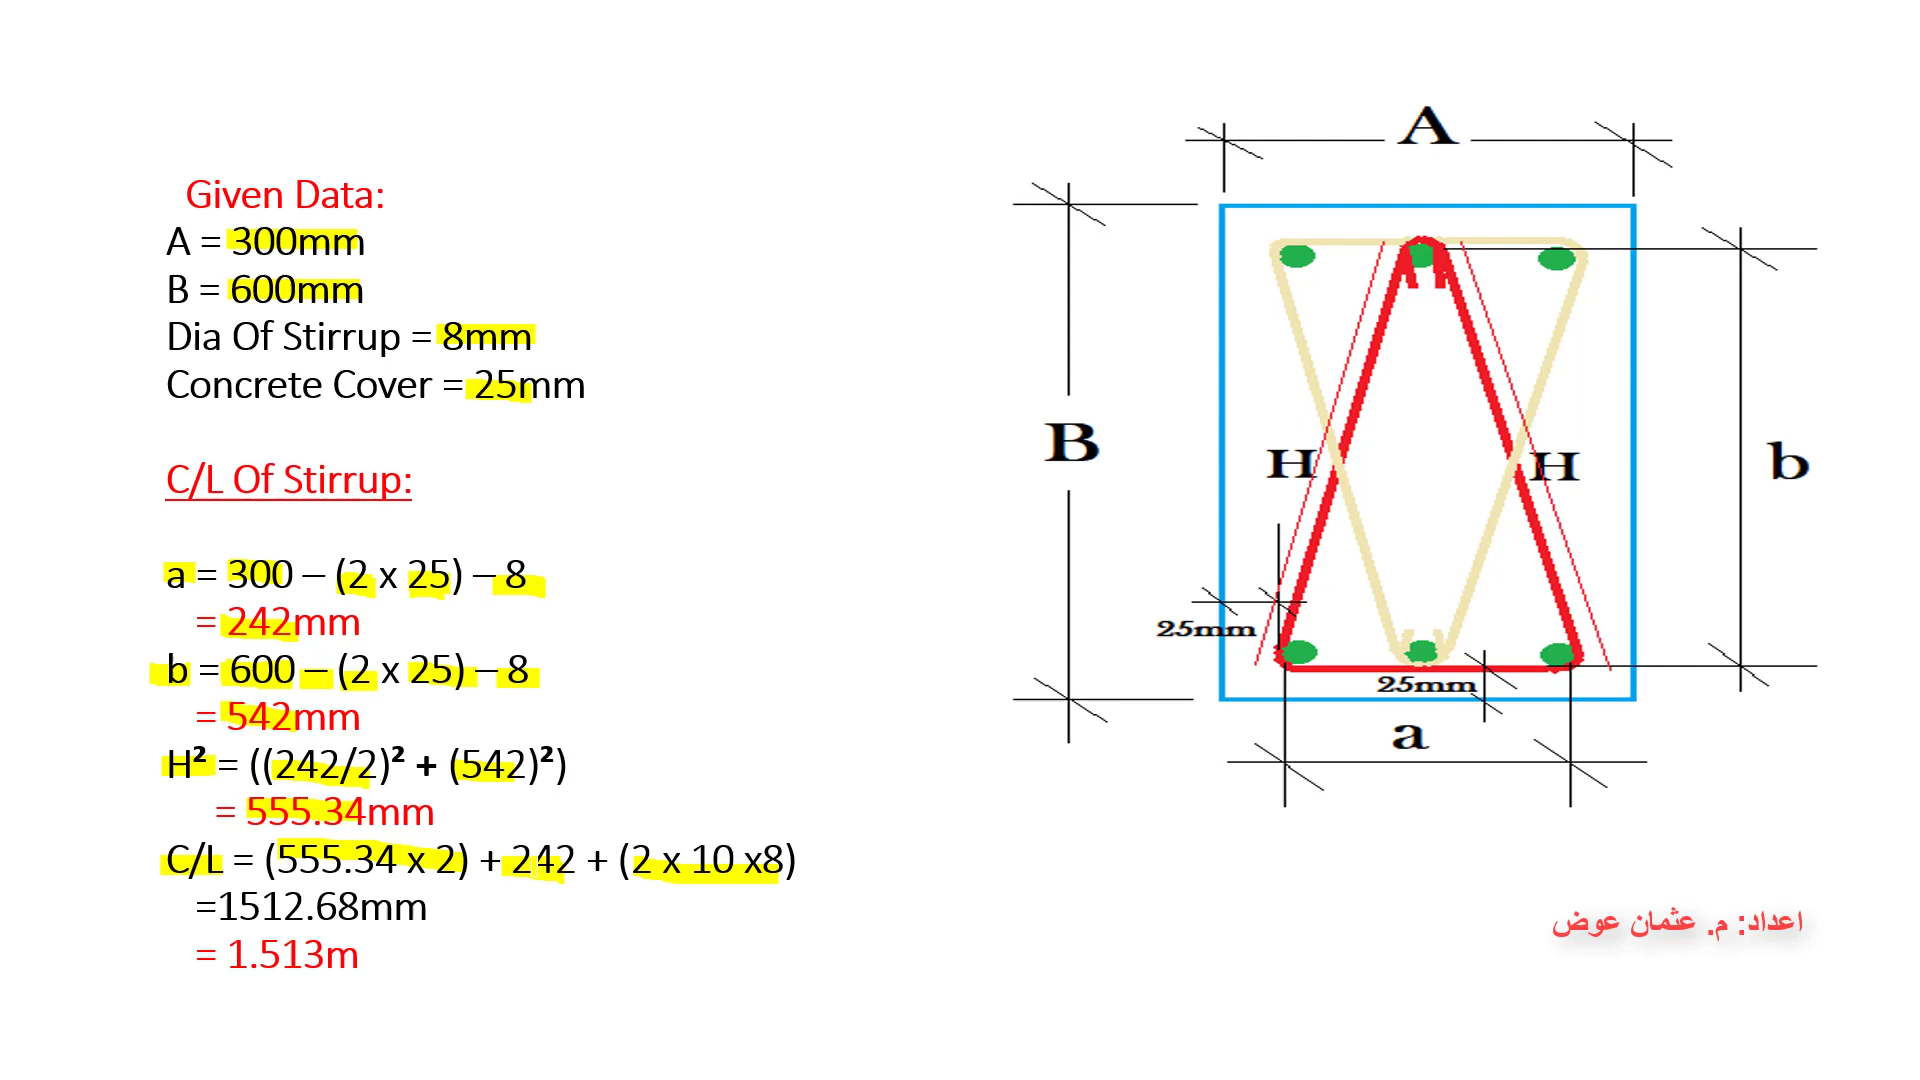 Given Data:
A = 300mm
B = 600mm
Dia Of Stirrup = 8mm
Concrete Cover = 25mm
C/L Of Stirrup:
a = 300 – (2 x 25) – 8
= 242mm
b = 600 – (2 x 25) – 8
= 542mm
H² = ((242/2)² + (542)²)
= 555.34mm
C/L = (555.34 x 2) + 242 + (2 x 10 x8)
=1512.68mm
= 1.513m
A
B
H
H
b
25mm
25mm
a
اعداد: م. عثمان عوض